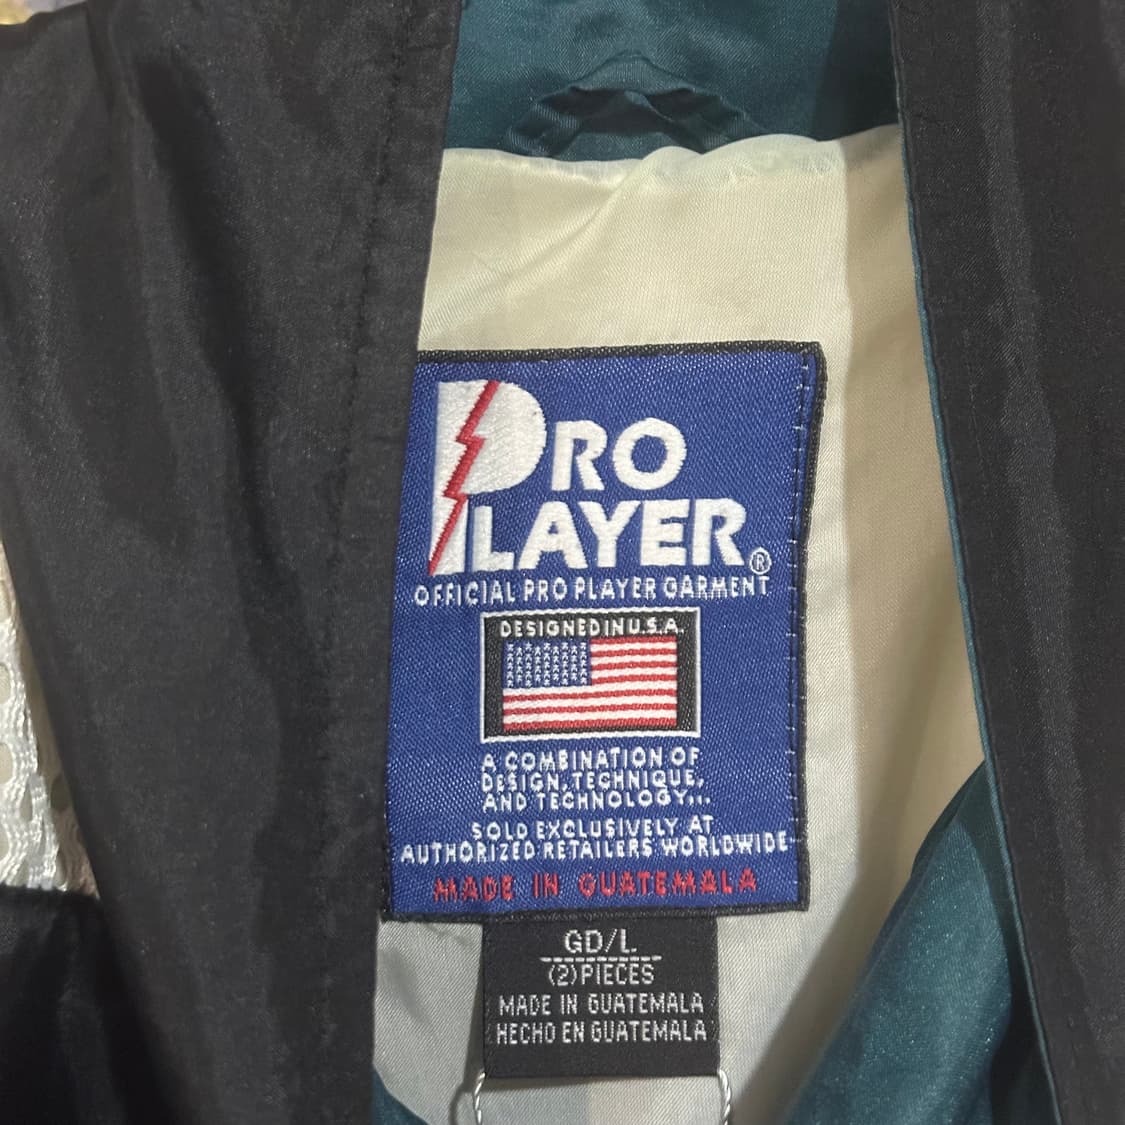 PRO
PLAYER®
OFFICIAL PRO PLAYER GARMENT
DESIGNED IN U.S.A.
A COMBINATION OF
DESIGN, TECHNIQUE,
AND TECHNOLOGY...
SOLD EXCLUSIVELY AT
AUTHORIZED RETAILERS WORLDWIDE
MADE IN GUATEMALA
GD/L
(2) PIECES
MADE IN GUATEMALA
HECHO EN GUATEMALA